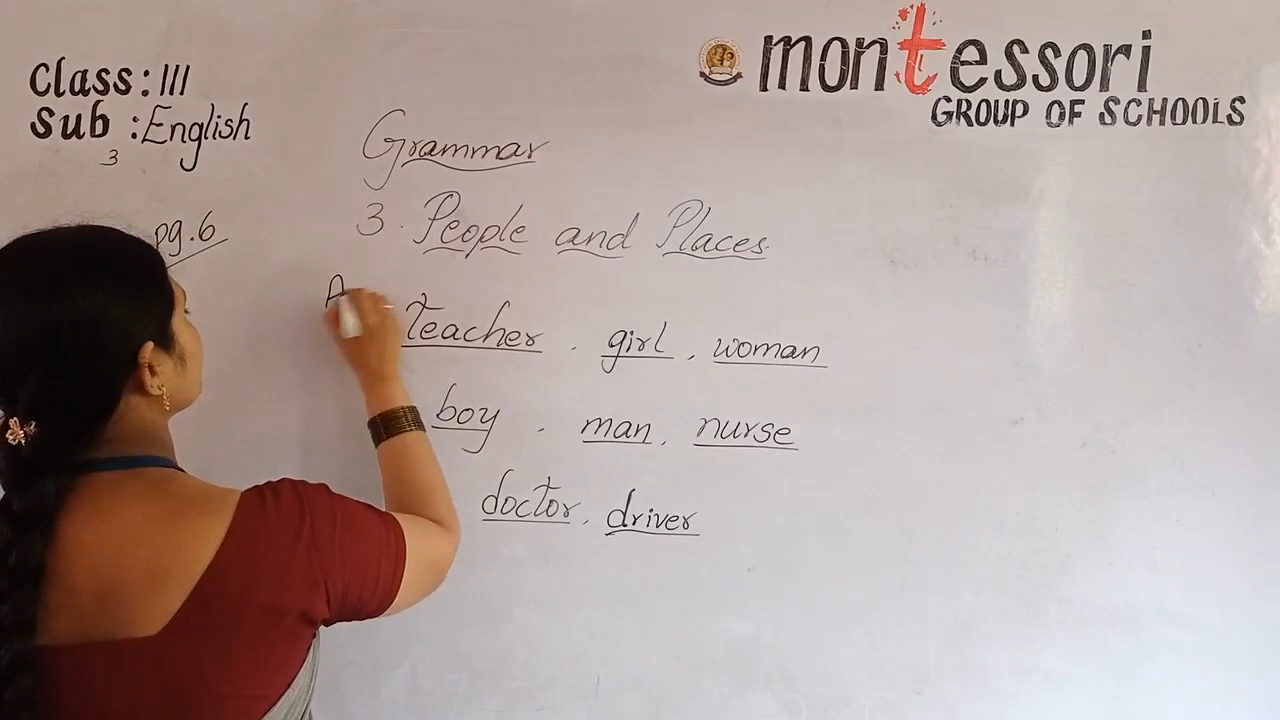 Class: III
Sub : English
3
pg. 6
montessori
GROUP OF SCHOOLS
Grammar
3. People and Places.
A
teacher, girl, woman
boy, man, nurse
doctor, driver